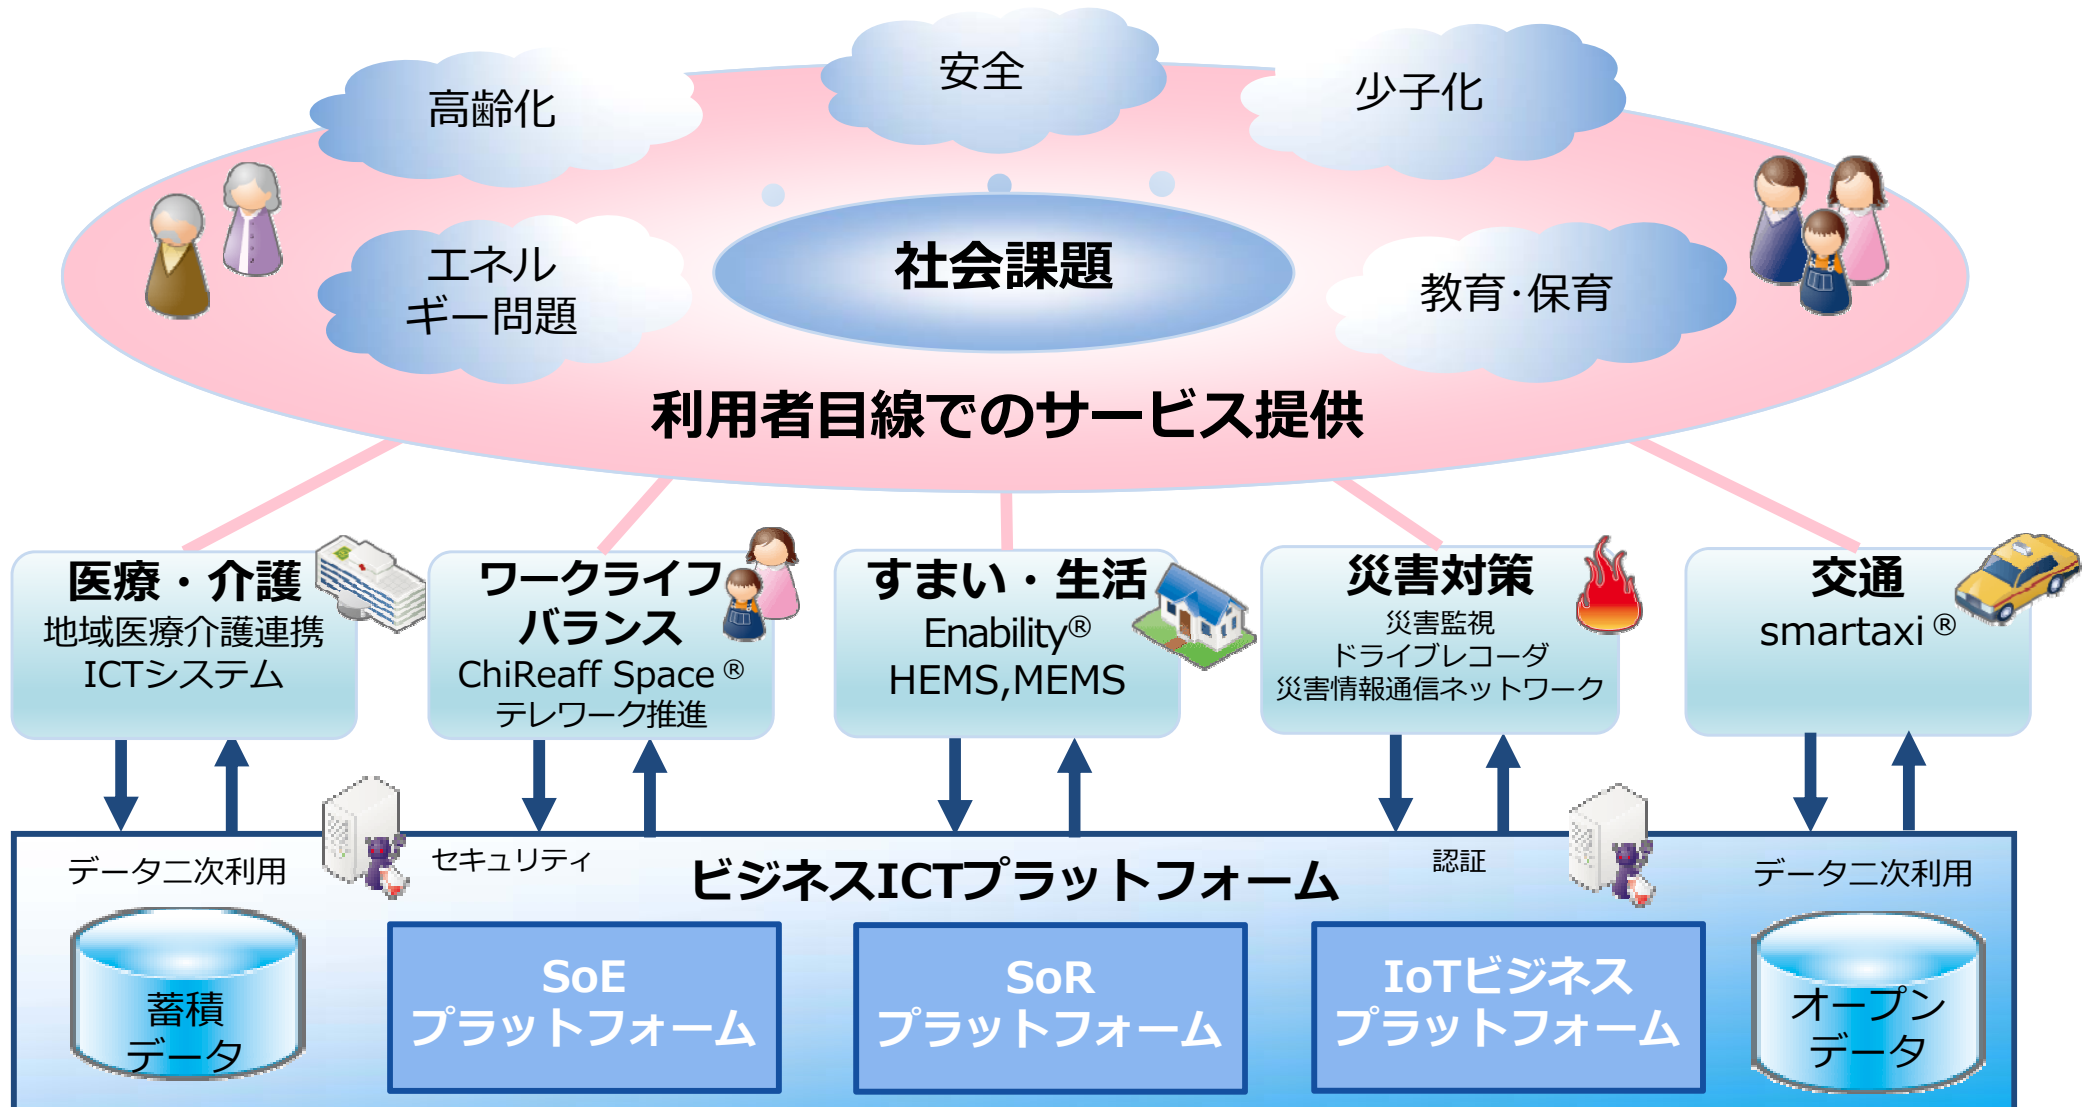 安全
少子化
高齢化
社会課題
エネル
ギー問題
教育･保育
利用者目線でのサービス提供
医療・介護
地域医療介護連携
ICTシステム
ワークライフ
バランス
ChiReaff Space ®
テレワーク推進
すまい・生活
Enability®
HEMS,MEMS
災害対策
災害監視
ドライブレコーダ
災害情報通信ネットワーク
交通
smartaxi ®
データ二次利用
セキュリティ
ビジネスICTプラットフォーム
認証
データ二次利用
蓄積
データ
SoE
プラットフォーム
SoR
プラットフォーム
IoTビジネス
プラットフォーム
オープン
データ